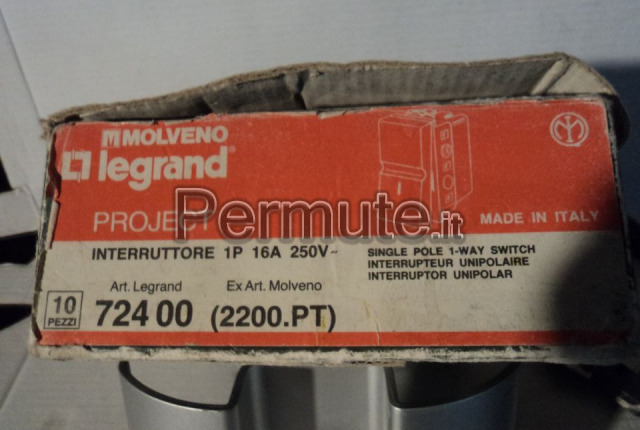 MOLVENO
legrand®
PROJECT
Permute.it
MADE IN ITALY
INTERRUTTORE 1P 16A 250V~
SINGLE POLE 1-WAY SWITCH
INTERRUPTEUR UNIPOLAIRE
INTERRUPTOR UNIPOLAR
Art. Legrand
Ex Art. Molveno
10
PEZZI
724 00
(2200.PT)